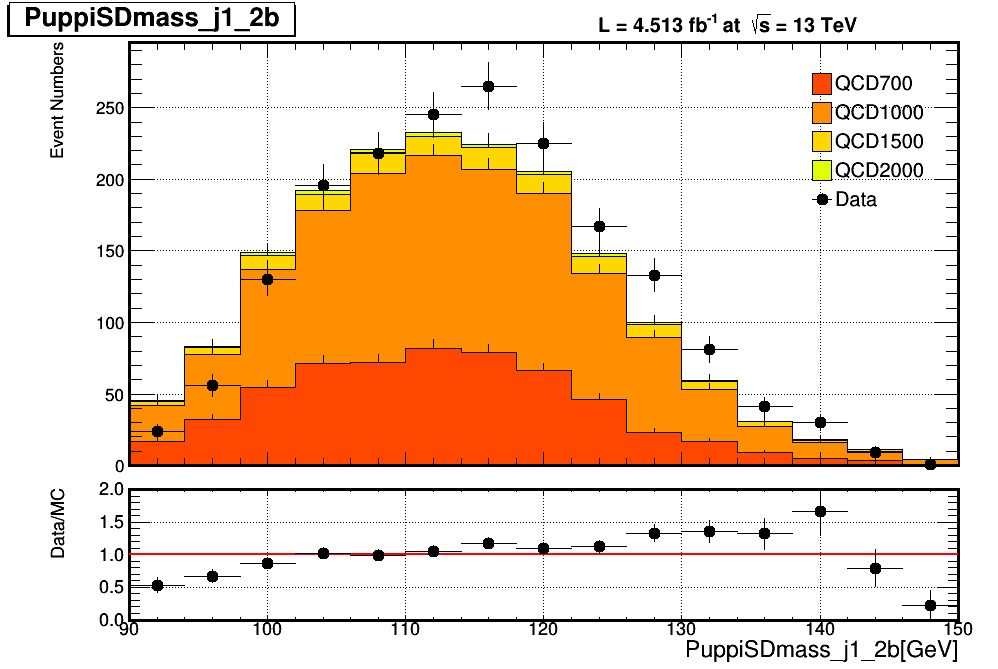 PuppiSDmass_j1_2b
L = 4.513 fb⁻¹ at √s = 13 TeV
Event Numbers
250
200
150
100
50
0
QCD700
QCD1000
QCD1500
QCD2000
Data
Data/MC
2.0
1.5
1.0
0.5
0.0
90 100 110 120 130 140 150
PuppiSDmass_j1_2b[GeV]